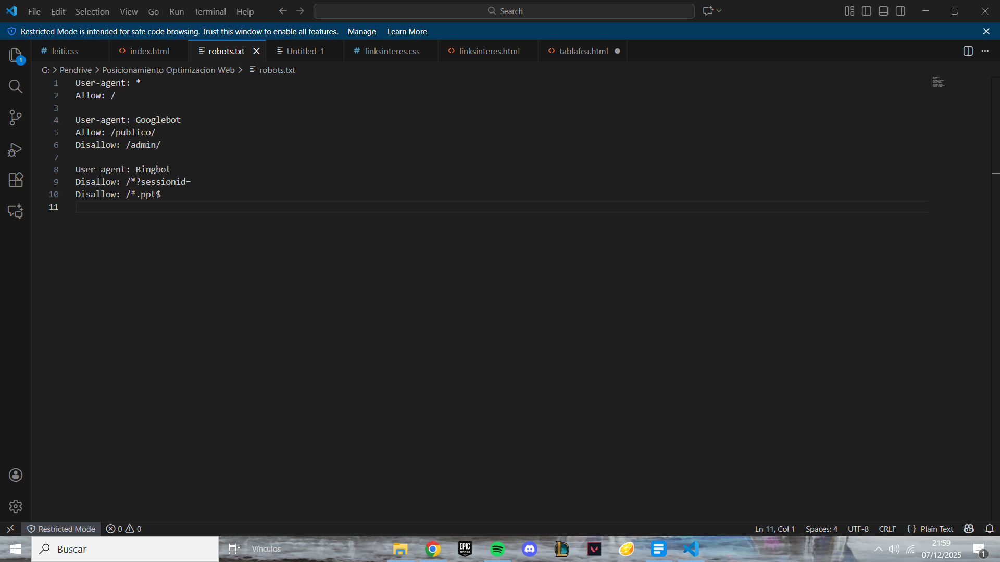 File Edit Selection View Go Run Terminal Help Search
Restricted Mode is intended for safe code browsing. Trust this window to enable all features. Manage Learn More
leiti.css index.html robots.txt Untitled-1 linksinteres.css linksinteres.html tablafea.html
1
G: > Pendrive > Posicionamiento Optimizacion Web > robots.txt
1 User-agent: *
2 Allow: /
3
4 User-agent: Googlebot
5 Allow: /publico/
6 Disallow: /admin/
7
8 User-agent: Bingbot
9 Disallow: /*?sessionid=
10 Disallow: /*.ppt$
11
Restricted Mode 0 0 Ln 11, Col 1 Spaces: 4 UTF-8 CRLF {} Plain Text
Buscar Vínculos EPIC GAMES 21:59
07/12/2025 1